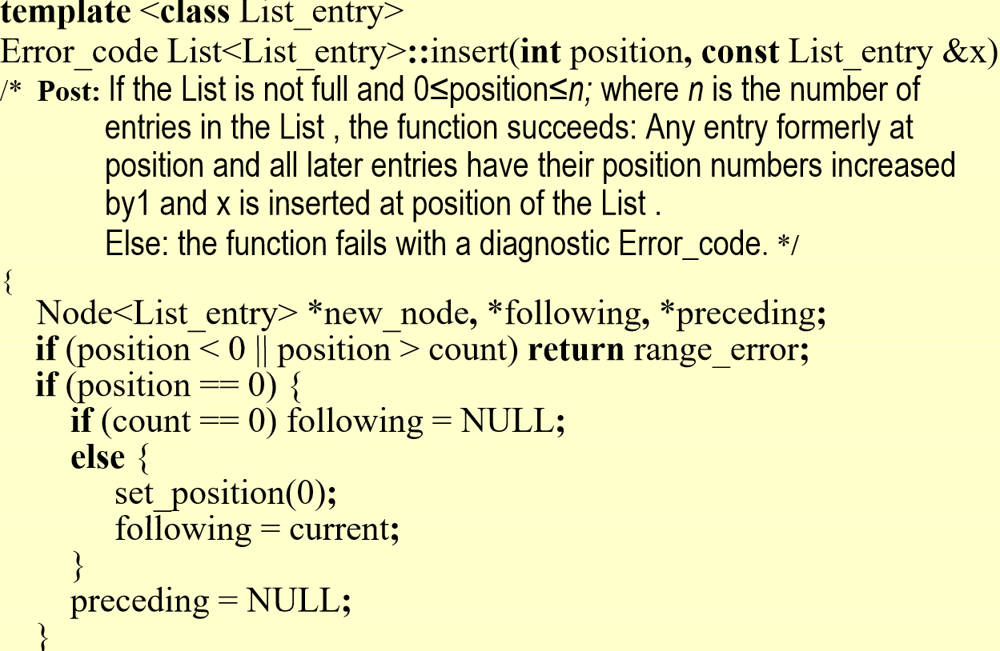 template <class List_entry>
Error_code List<List_entry>::insert(int position, const List_entry &x)
/* Post: If the List is not full and 0≤position≤n; where n is the number of
entries in the List , the function succeeds: Any entry formerly at
position and all later entries have their position numbers increased
by1 and x is inserted at position of the List .
Else: the function fails with a diagnostic Error_code. */
{
Node<List_entry> *new_node, *following, *preceding;
if (position < 0 || position > count) return range_error;
if (position == 0) {
if (count == 0) following = NULL;
else {
set_position(0);
following = current;
}
preceding = NULL;
}